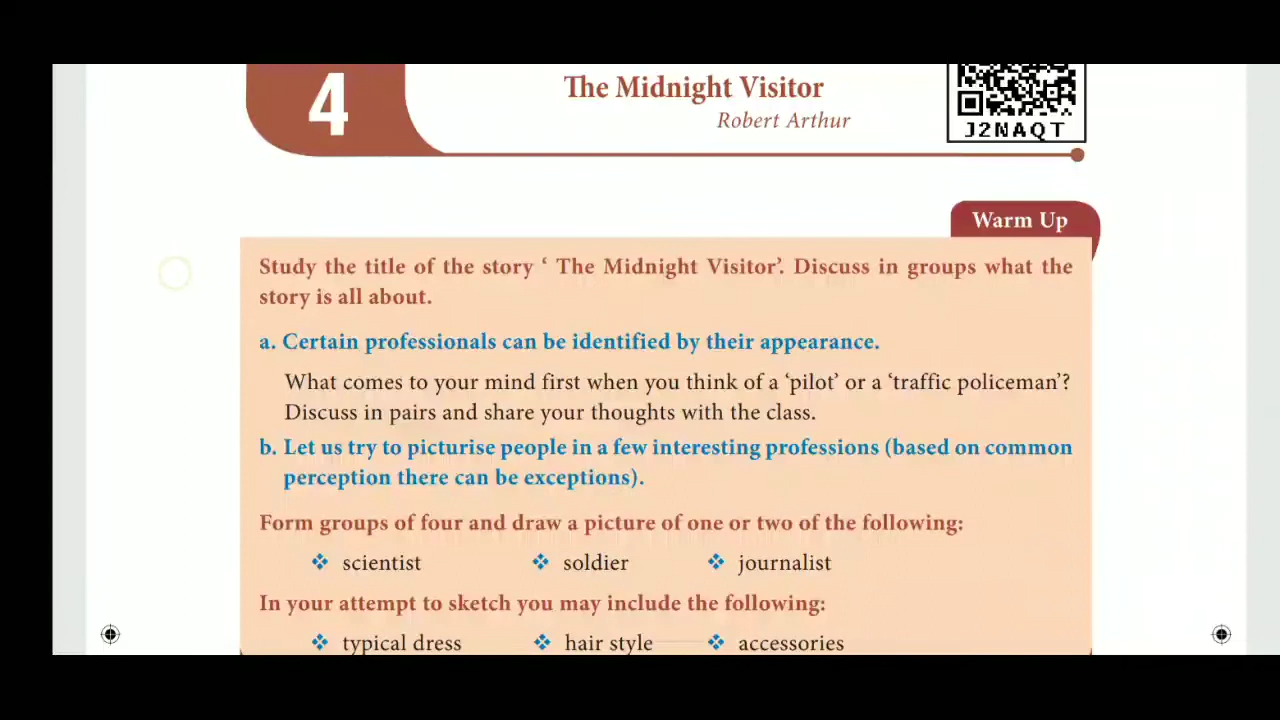 4
The Midnight Visitor
Robert Arthur
J2NAQT
Warm Up
Study the title of the story ‘ The Midnight Visitor’. Discuss in groups what the
story is all about.
a. Certain professionals can be identified by their appearance.
What comes to your mind first when you think of a ‘pilot’ or a ‘traffic policeman’?
Discuss in pairs and share your thoughts with the class.
b. Let us try to picturise people in a few interesting professions (based on common
perception there can be exceptions).
Form groups of four and draw a picture of one or two of the following:
❖ scientist ❖ soldier ❖ journalist
In your attempt to sketch you may include the following:
❖ typical dress ❖ hair style ❖ accessories